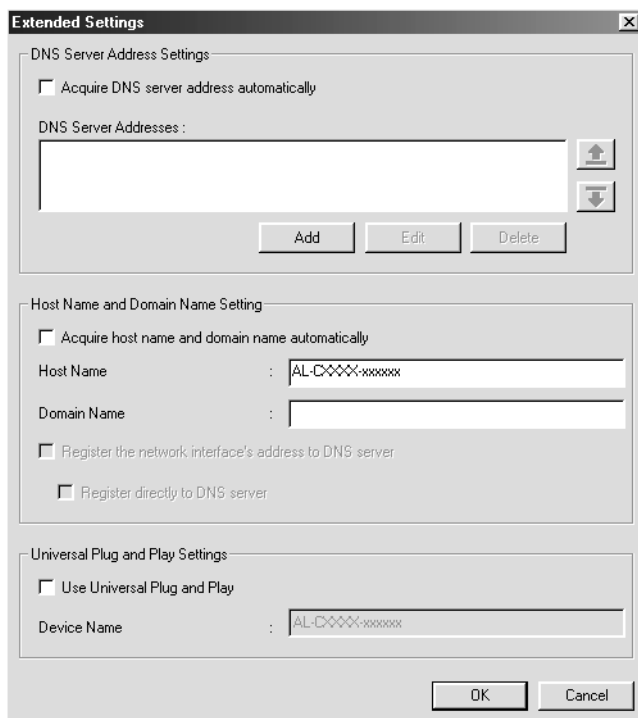 Extended Settings
DNS Server Address Settings
Acquire DNS server address automatically
DNS Server Addresses :
Add Edit Delete
Host Name and Domain Name Setting
Acquire host name and domain name automatically
Host Name : AL-CXXXX-xxxxxx
Domain Name :
Register the network interface's address to DNS server
Register directly to DNS server
Universal Plug and Play Settings
Use Universal Plug and Play
Device Name : AL-CXXXX-xxxxxx
OK Cancel